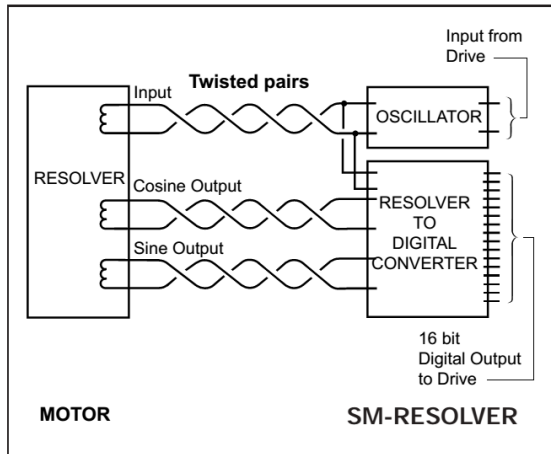 Input from
Drive
Twisted pairs
Input
OSCILLATOR
RESOLVER
Cosine Output
RESOLVER
TO
DIGITAL
CONVERTER
Sine Output
16 bit
Digital Output
to Drive
MOTOR
SM-RESOLVER